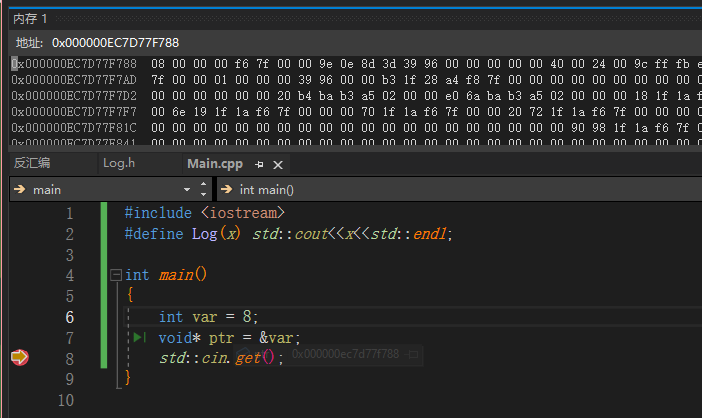 内存 1
地址: 0x000000EC7D77F788
0x000000EC7D77F788 08 00 00 00 f6 7f 00 00 9e 0e 8d 3d 39 96 00 00 00 00 00 40 00 24 00 9c ff fb
0x000000EC7D77F7AD 7f 00 00 01 00 00 00 39 96 00 00 b3 1f 28 a4 f8 7f 00 00 00 00 00 00 00 00 00
0x000000EC7D77F7D2 00 00 00 00 00 20 b4 ba b3 a5 02 00 00 e0 6a ba b3 a5 02 00 00 00 18 1f 1a
0x000000EC7D77F7F7 00 6e 19 1f 1a f6 7f 00 00 00 70 1f 1a f6 7f 00 00 20 72 1f 1a f6 7f 00 00 00
0x000000EC7D77F81C 00 00 00 00 00 00 00 00 00 00 00 00 00 00 00 00 00 00 00 90 98 1f 1a f6 7f
0x000000EC7D77F841
反汇编 Log.h Main.cpp
main int main()
1 #include <iostream>
2 #define Log(x) std::cout<<x<<std::endl;
3
4 int main()
5 {
6 int var = 8;
7 void* ptr = &var;
8 std::cin.get(); 0x000000ec7d77f788
9 }
10